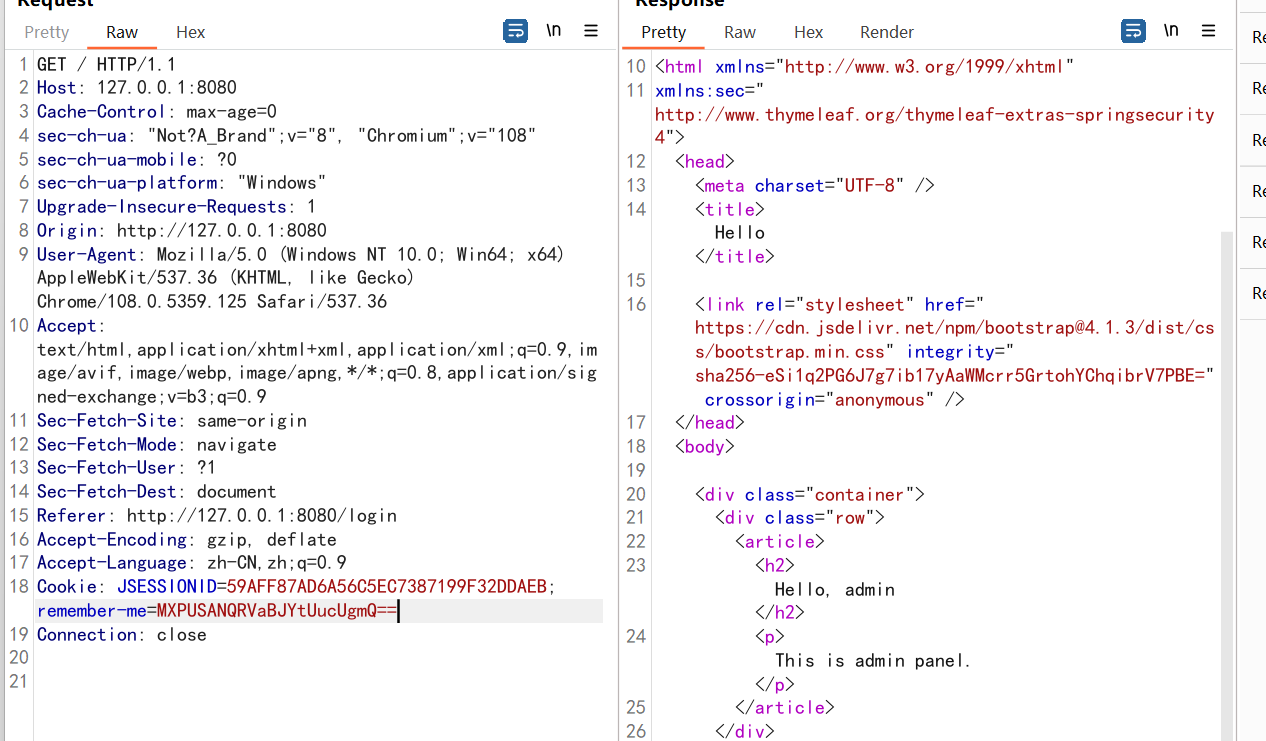 Request
Response
Pretty Raw Hex \n
Pretty Raw Hex Render \n
1 GET / HTTP/1.1
2 Host: 127.0.0.1:8080
3 Cache-Control: max-age=0
4 sec-ch-ua: "Not?A_Brand";v="8", "Chromium";v="108"
5 sec-ch-ua-mobile: ?0
6 sec-ch-ua-platform: "Windows"
7 Upgrade-Insecure-Requests: 1
8 Origin: http://127.0.0.1:8080
9 User-Agent: Mozilla/5.0 (Windows NT 10.0; Win64; x64)
AppleWebKit/537.36 (KHTML, like Gecko)
Chrome/108.0.5359.125 Safari/537.36
10 Accept:
text/html,application/xhtml+xml,application/xml;q=0.9,im
age/avif,image/webp,image/apng,*/*;q=0.8,application/sig
ned-exchange;v=b3;q=0.9
11 Sec-Fetch-Site: same-origin
12 Sec-Fetch-Mode: navigate
13 Sec-Fetch-User: ?1
14 Sec-Fetch-Dest: document
15 Referer: http://127.0.0.1:8080/login
16 Accept-Encoding: gzip, deflate
17 Accept-Language: zh-CN,zh;q=0.9
18 Cookie: JSESSIONID=59AFF87AD6A56C5EC7387199F32DDAEB;
remember-me=MXPUSANQRVaBJYtUucUgmQ==
19 Connection: close
20
21
10 <html xmlns="http://www.w3.org/1999/xhtml"
11 xmlns:sec="
http://www.thymeleaf.org/thymeleaf-extras-springsecurity
4">
12 <head>
13 <meta charset="UTF-8" />
14 <title>
Hello
</title>
15
16 <link rel="stylesheet" href="
https://cdn.jsdelivr.net/npm/bootstrap@4.1.3/dist/cs
s/bootstrap.min.css" integrity="
sha256-eSi1q2PG6J7g7ib17yAaWMcrr5GrtohYChqibrV7PBE="
crossorigin="anonymous" />
17 </head>
18 <body>
19
20 <div class="container">
21 <div class="row">
22 <article>
23 <h2>
Hello, admin
</h2>
24 <p>
This is admin panel.
</p>
25 </article>
26 </div>
Re
Re
Re
Re
Re
Re